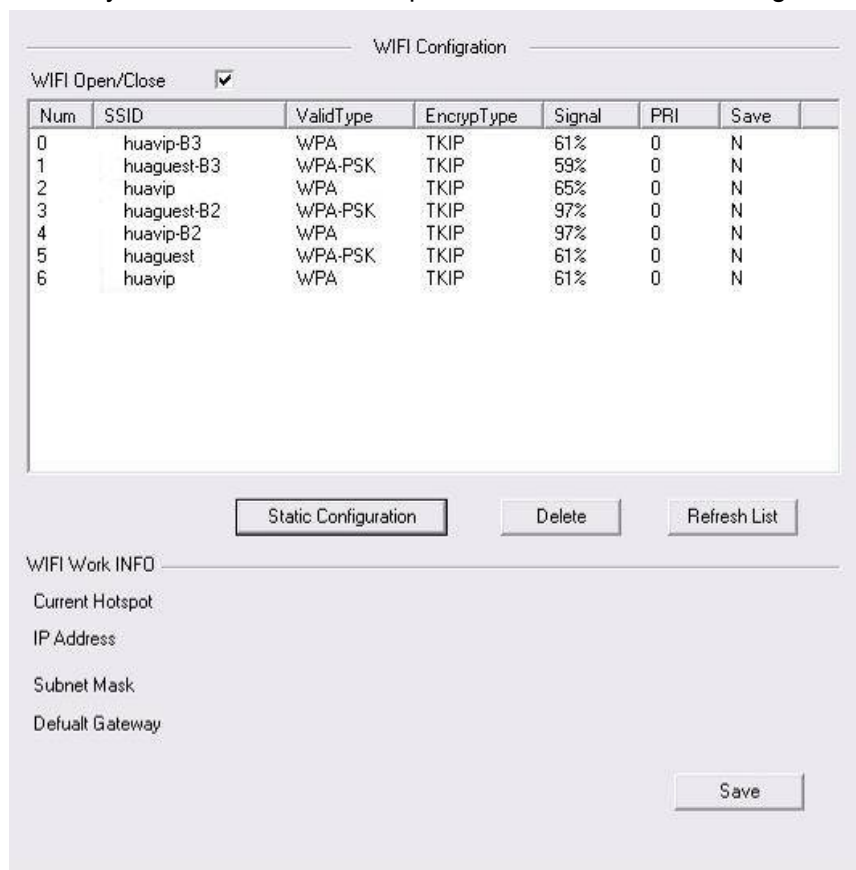 WIFI Configration
WIFI Open/Close
Num SSID ValidType EncrypType Signal PRI Save
0 huavip-B3 WPA TKIP 61% 0 N
1 huaguest-B3 WPA-PSK TKIP 59% 0 N
2 huavip WPA TKIP 65% 0 N
3 huaguest-B2 WPA-PSK TKIP 97% 0 N
4 huavip-B2 WPA TKIP 97% 0 N
5 huaguest WPA-PSK TKIP 61% 0 N
6 huavip WPA TKIP 61% 0 N
Static Configuration Delete Refresh List
WIFI Work INFO
Current Hotspot
IP Address
Subnet Mask
Defualt Gateway
Save